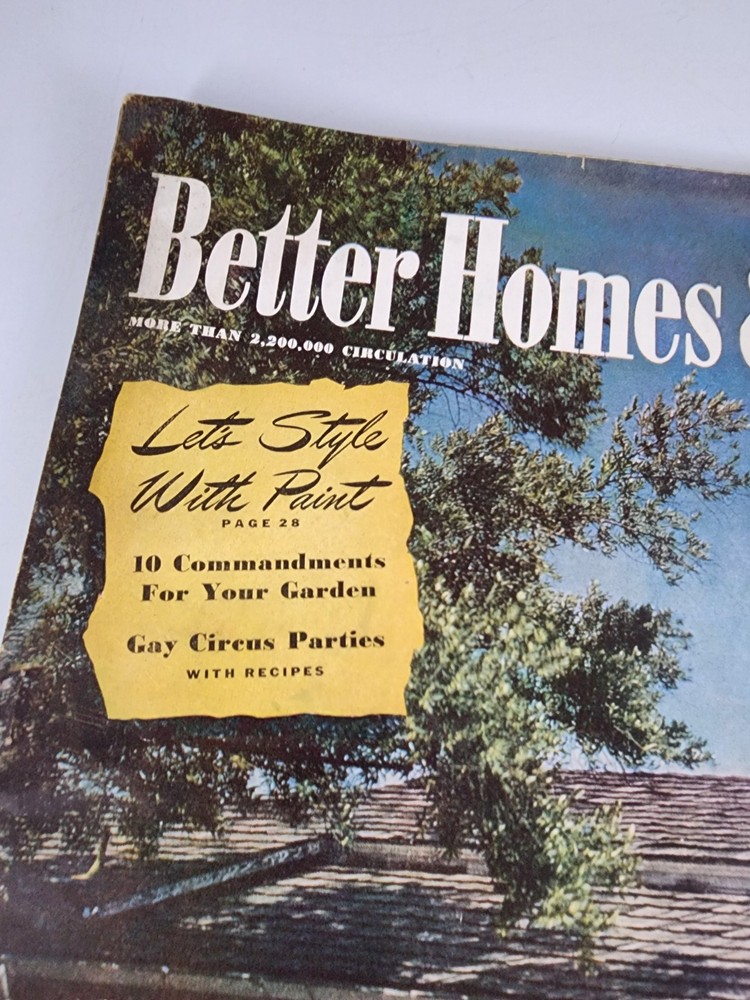 Better Homes &
MORE THAN 2,200,000 CIRCULATION
Let's Style
With Paint
PAGE 28
10 Commandments
For Your Garden
Gay Circus Parties
WITH RECIPES